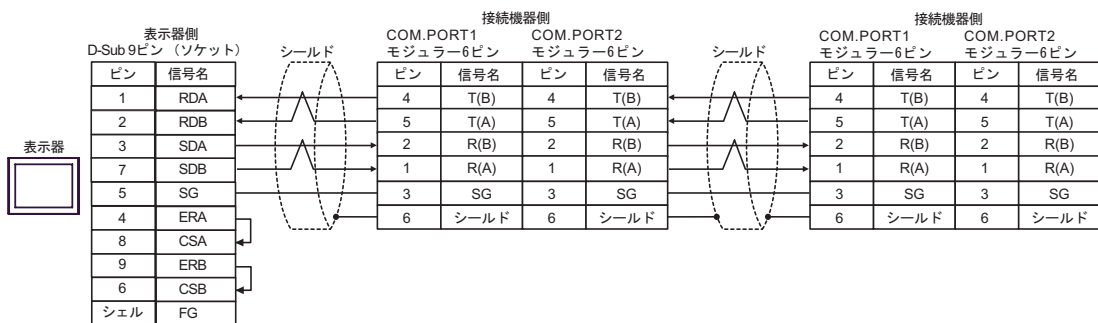 表示器
表示器側
D-Sub 9ピン （ソケット）
ピン 信号名
1 RDA
2 RDB
3 SDA
7 SDB
5 SG
4 ERA
8 CSA
9 ERB
6 CSB
シェル FG
シールド
接続機器側
COM.PORT1 COM.PORT2
モジュラー6ピン モジュラー6ピン
ピン 信号名 ピン 信号名
4 T(B) 4 T(B)
5 T(A) 5 T(A)
2 R(B) 2 R(B)
1 R(A) 1 R(A)
3 SG 3 SG
6 シールド 6 シールド
シールド
接続機器側
COM.PORT1 COM.PORT2
モジュラー6ピン モジュラー6ピン
ピン 信号名 ピン 信号名
4 T(B) 4 T(B)
5 T(A) 5 T(A)
2 R(B) 2 R(B)
1 R(A) 1 R(A)
3 SG 3 SG
6 シールド 6 シールド